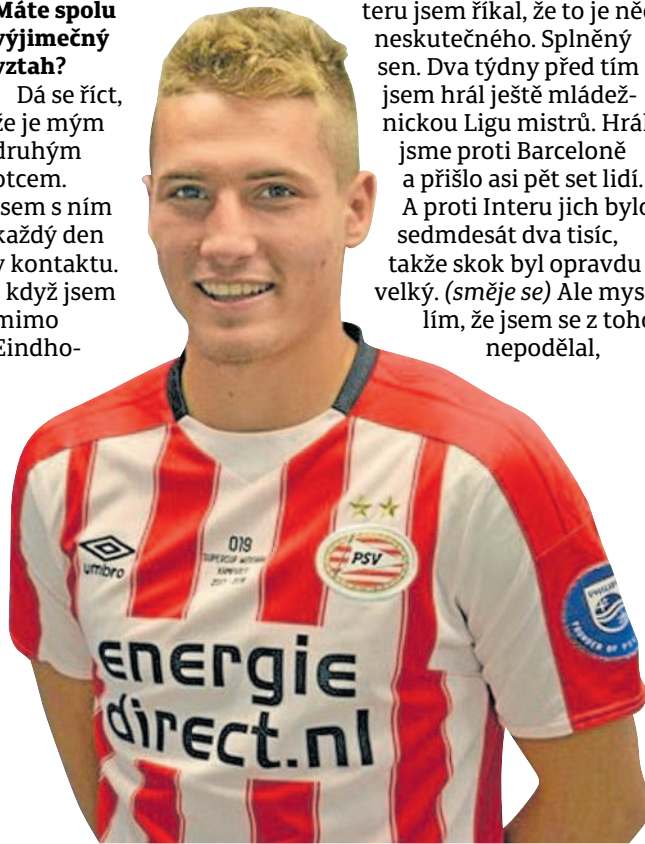 Máte spolu
výjimečný
vztah?
Dá se říct,
že je mým
druhým
otcem.
sem s ním
každý den
v kontaktu.
když jsem
mimo
Eindho-
teru jsem říkal, že to je něc
neskutečného. Splněný
sen. Dva týdny před tím
jsem hrál ještě mládež-
nickou Ligu mistrů. Hrál
jsme proti Barceloně
a přišlo asi pět set lidí.
A proti Interu jich bylo
sedmdesát dva tisíc,
takže skok byl opravdu
velký. (směje se) Ale mys
lím, že jsem se z toho
nepodělal,
umbro
019
PSV
energie
direct.nl